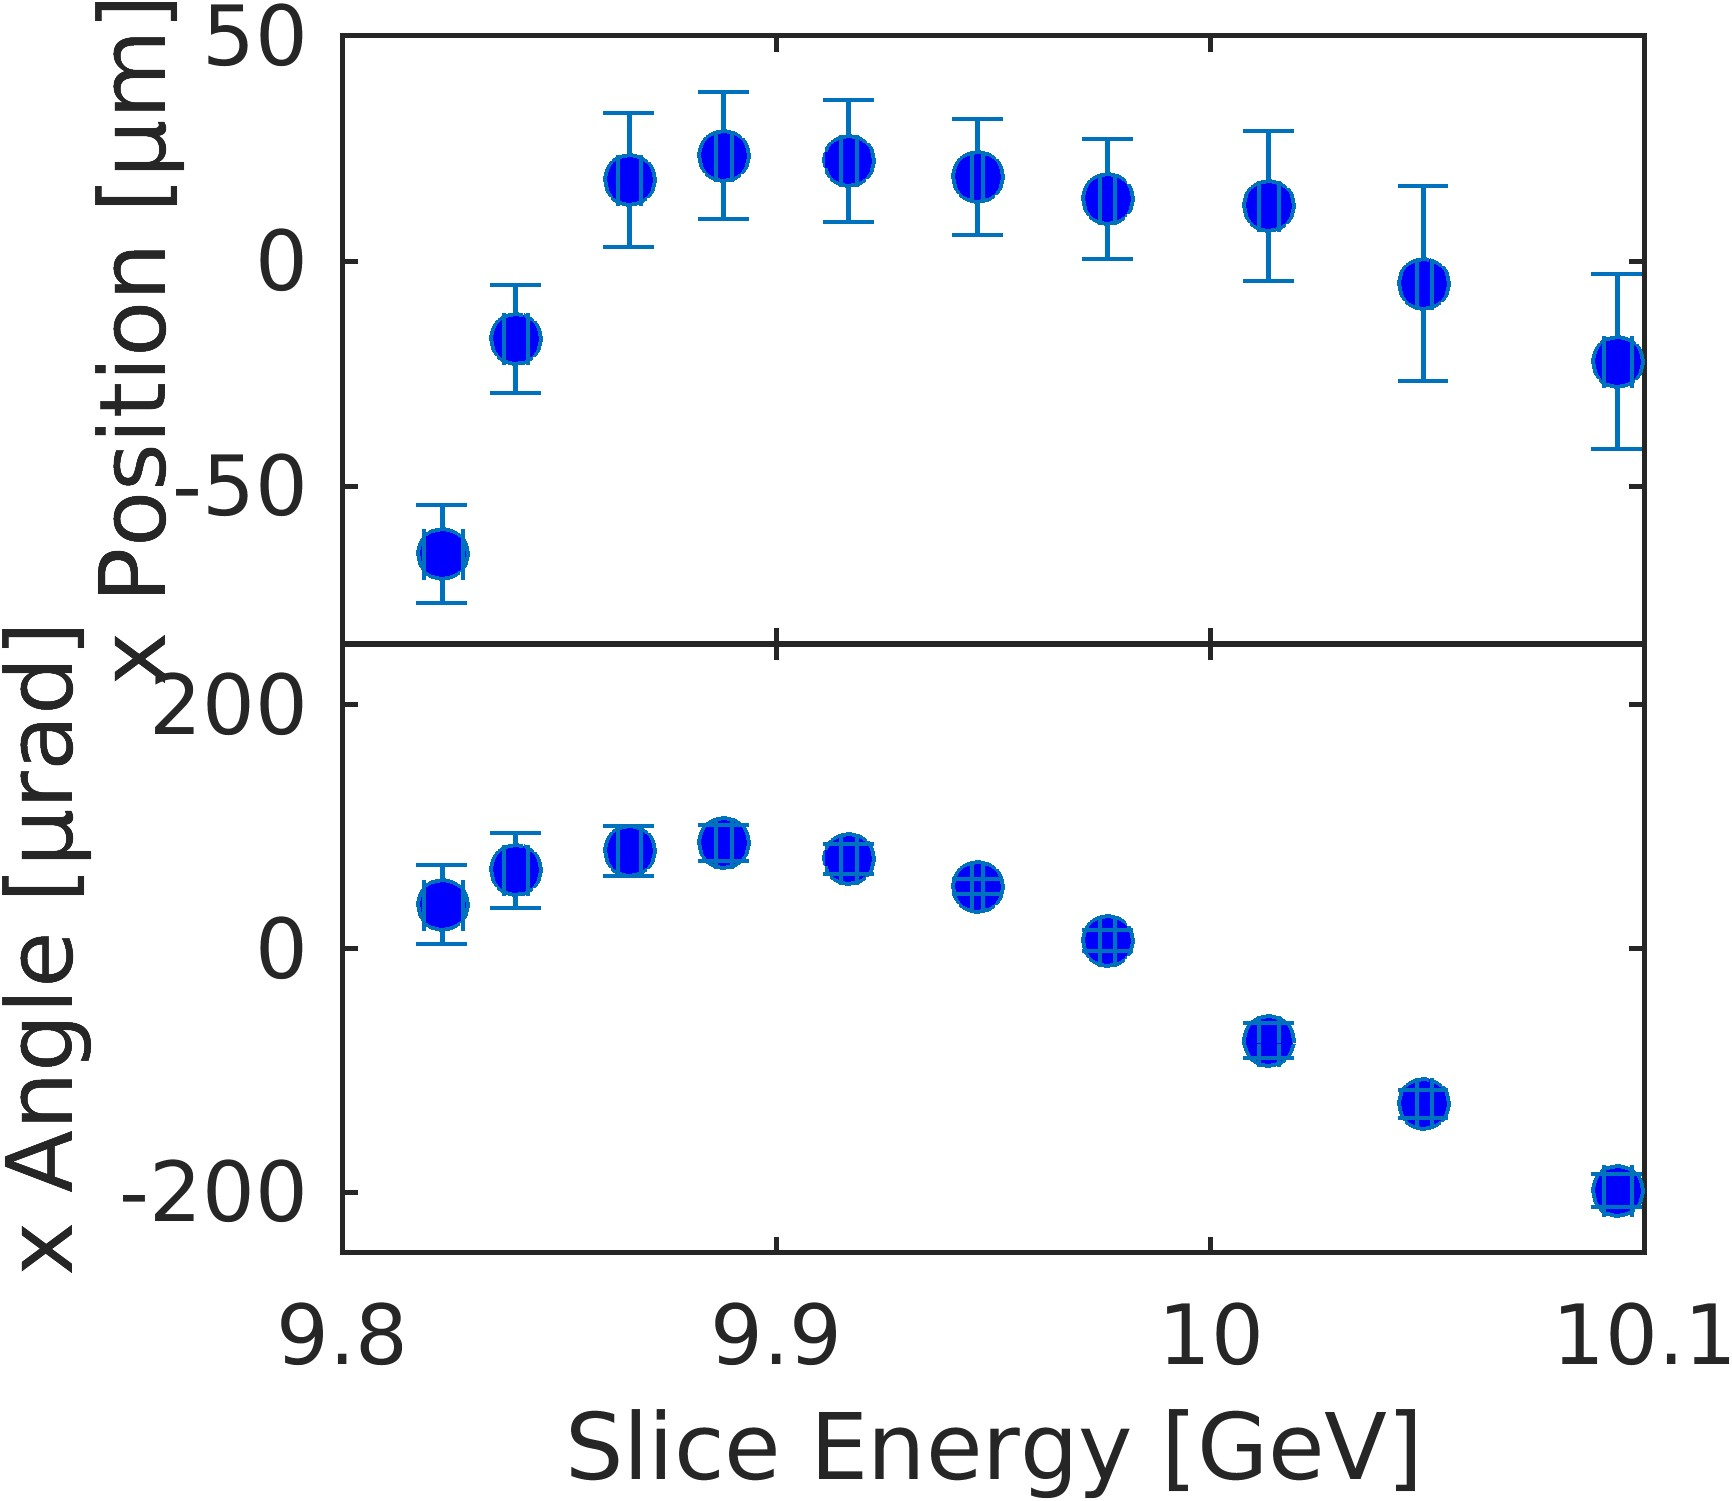 x Position [μm]
50
0
-50
x Angle [μrad]
200
0
-200
9.8 9.9 10 10.1
Slice Energy [GeV]